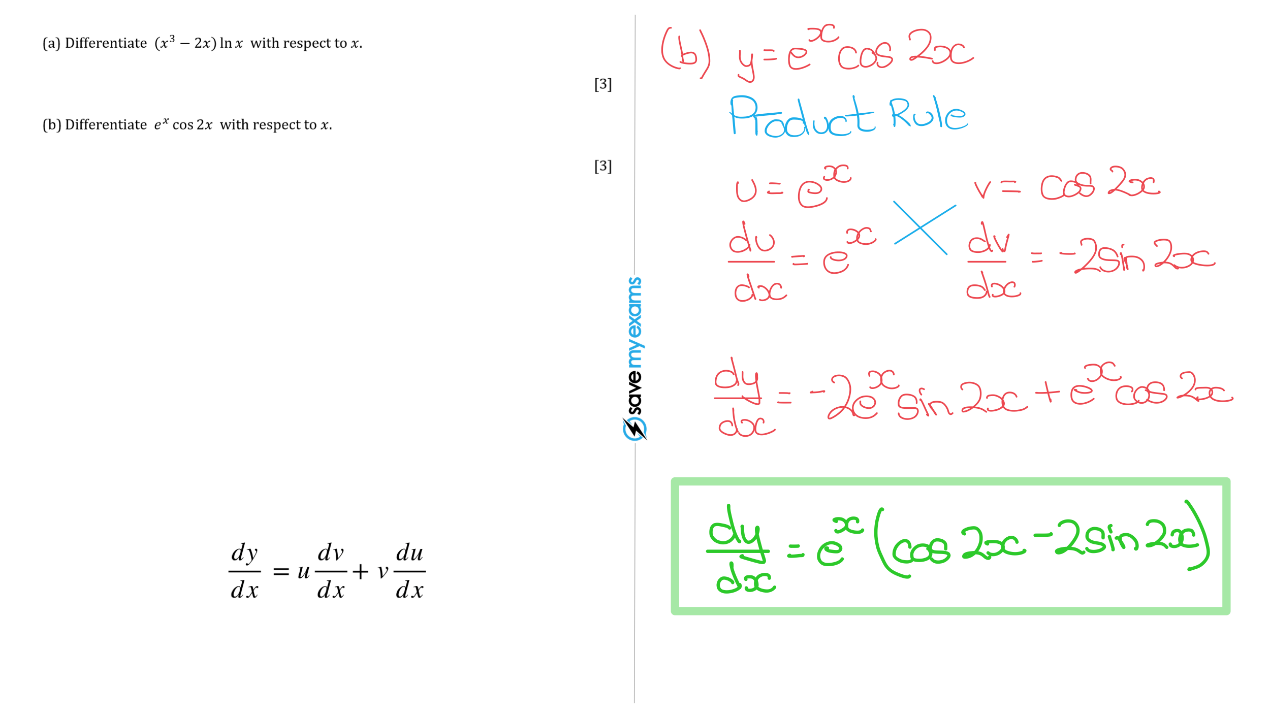 (a) Differentiate (x³ − 2x) ln x with respect to x.
[3]
(b) Differentiate eˣ cos 2x with respect to x.
[3]
dy/dx = u dv/dx + v du/dx
save my exams
(b) y = eˣ cos 2x
Product Rule
u = eˣ v = cos 2x
du/dx = eˣ dv/dx = -2sin 2x
dy/dx = -2eˣ sin 2x + eˣ cos 2x
dy/dx = eˣ (cos 2x - 2sin 2x)